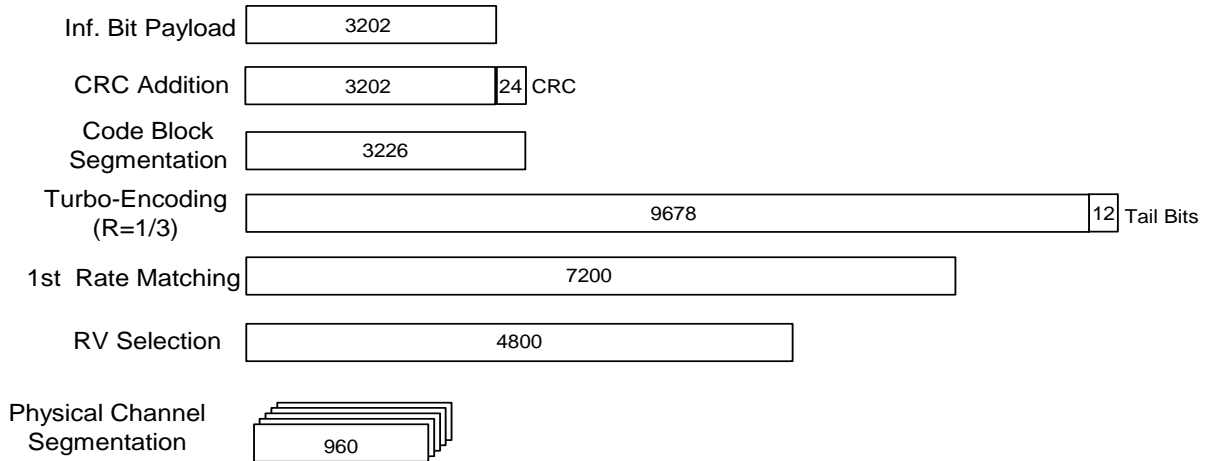 Inf. Bit Payload 3202
CRC Addition 3202 24 CRC
Code Block
Segmentation 3226
Turbo-Encoding
(R=1/3) 9678 12 Tail Bits
1st Rate Matching 7200
RV Selection 4800
Physical Channel
Segmentation 960